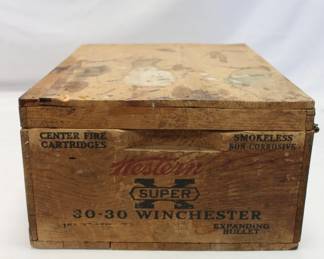 CENTER FIRE
CARTRIDGES
SMOKELESS
NON-CORROSIVE
Western
SUPER X
30-30 WINCHESTER
EXPANDING
BULLET